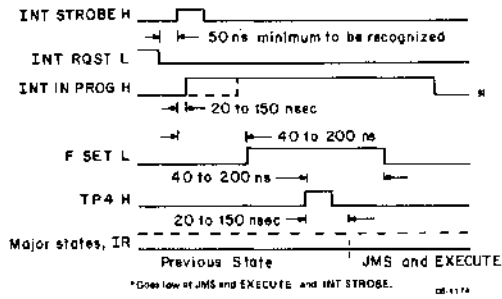 INT STROBE H
50 ns minimum to be recognized
INT RQST L
INT IN PROG H
*
20 to 150 nsec
40 to 200 ns
F SET L
40 to 200 ns
TP4 H
20 to 150 nsec
Major states, IR
Previous State
JMS and EXECUTE
*Goes low at JMS and EXECUTE and INT STROBE.